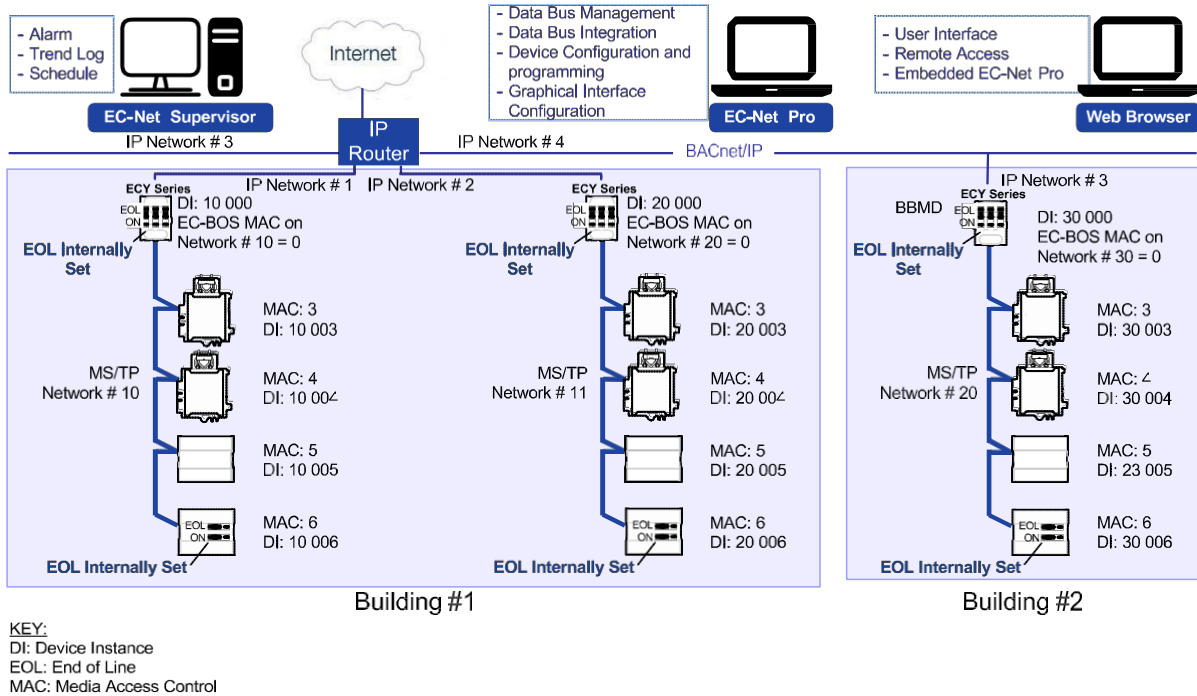 - Alarm
- Trend Log
- Schedule
EC-Net Supervisor
Internet
- Data Bus Management
- Data Bus Integration
- Device Configuration and
programming
- Graphical Interface
Configuration
EC-Net Pro
- User Interface
- Remote Access
- Embedded EC-Net Pro
Web Browser
IP Network # 3
IP
Router
IP Network # 4
BACnet/IP
IP Network # 1
IP Network # 2
IP Network # 3
ECY Series
EOL
ON
DI: 10 000
EC-BOS MAC on
Network # 10 = 0
EOL Internally
Set
MAC: 3
DI: 10 003
MS/TP
Network # 10
MAC: 4
DI: 10 004
MAC: 5
DI: 10 005
EOL
ON
MAC: 6
DI: 10 006
EOL Internally Set
ECY Series
EOL
ON
DI: 20 000
EC-BOS MAC on
Network # 20 = 0
EOL Internally
Set
MAC: 3
DI: 20 003
MS/TP
Network # 11
MAC: 4
DI: 20 004
MAC: 5
DI: 20 005
EOL
ON
MAC: 6
DI: 20 006
EOL Internally Set
Building #1
ECY Series
BBMD
EOL
ON
DI: 30 000
EC-BOS MAC on
Network # 30 = 0
EOL Internally
Set
MAC: 3
DI: 30 003
MS/TP
Network # 20
MAC: 4
DI: 30 004
MAC: 5
DI: 23 005
EOL
ON
MAC: 6
DI: 30 006
EOL Internally Set
Building #2
KEY:
DI: Device Instance
EOL: End of Line
MAC: Media Access Control